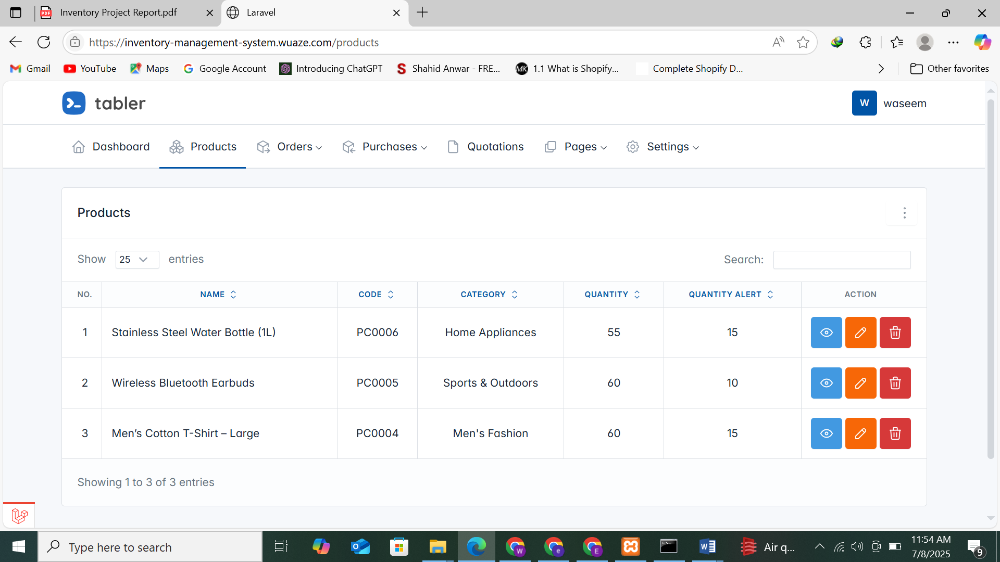 Inventory Project Report.pdf
Laravel
https://inventory-management-system.wuaze.com/products
Gmail YouTube Maps Google Account Introducing ChatGPT Shahid Anwar - FRE... 1.1 What is Shopify... Complete Shopify D... Other favorites
tabler
W waseem
Dashboard Products Orders Purchases Quotations Pages Settings
Products
Show 25 entries Search:
NO. NAME CODE CATEGORY QUANTITY QUANTITY ALERT ACTION
1 Stainless Steel Water Bottle (1L) PC0006 Home Appliances 55 15
2 Wireless Bluetooth Earbuds PC0005 Sports & Outdoors 60 10
3 Men’s Cotton T-Shirt – Large PC0004 Men's Fashion 60 15
Showing 1 to 3 of 3 entries
Type here to search
Air q...
11:54 AM
7/8/2025
9